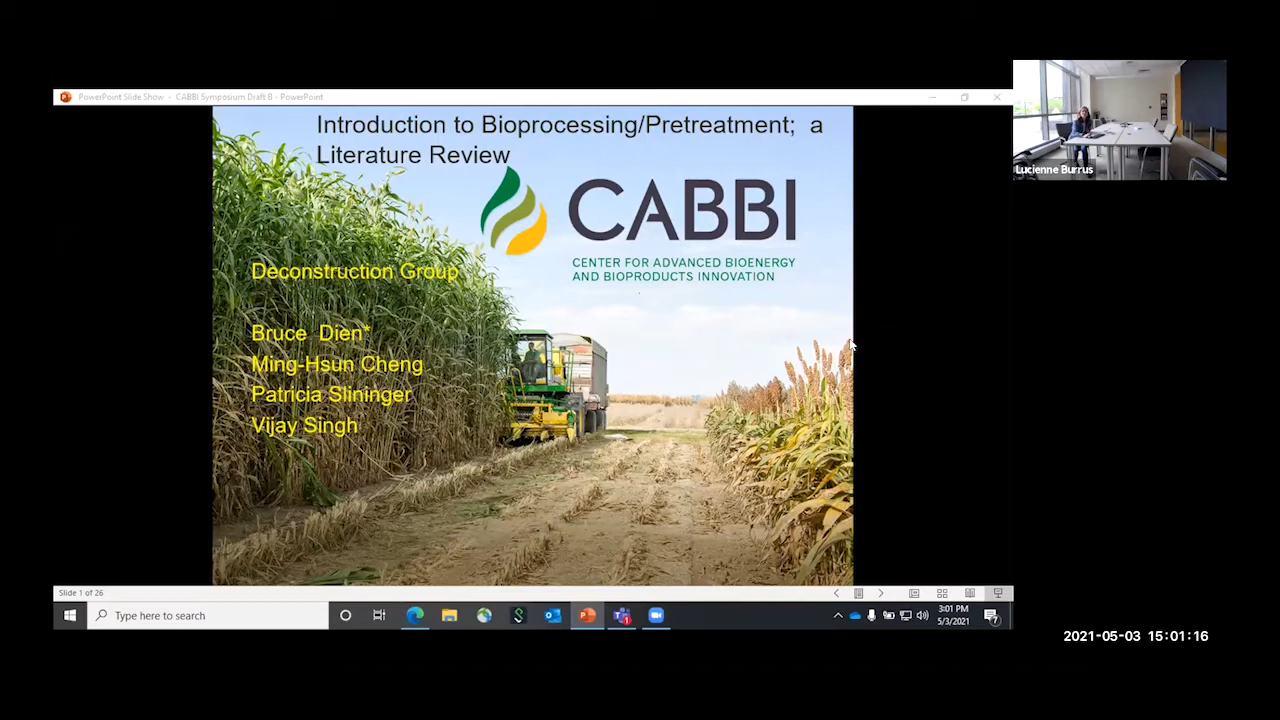 PowerPoint Slide Show - CABBI Symposium Draft B - PowerPoint
Introduction to Bioprocessing/Pretreatment; a
Literature Review
CABBI
CENTER FOR ADVANCED BIOENERGY
AND BIOPRODUCTS INNOVATION
Deconstruction Group
Bruce Dien*
Ming-Hsun Cheng
Patricia Slininger
Vijay Singh
Lucienne Burrus
Slide 1 of 26
Type here to search
3:01 PM
5/3/2021
2021-05-03 15:01:16